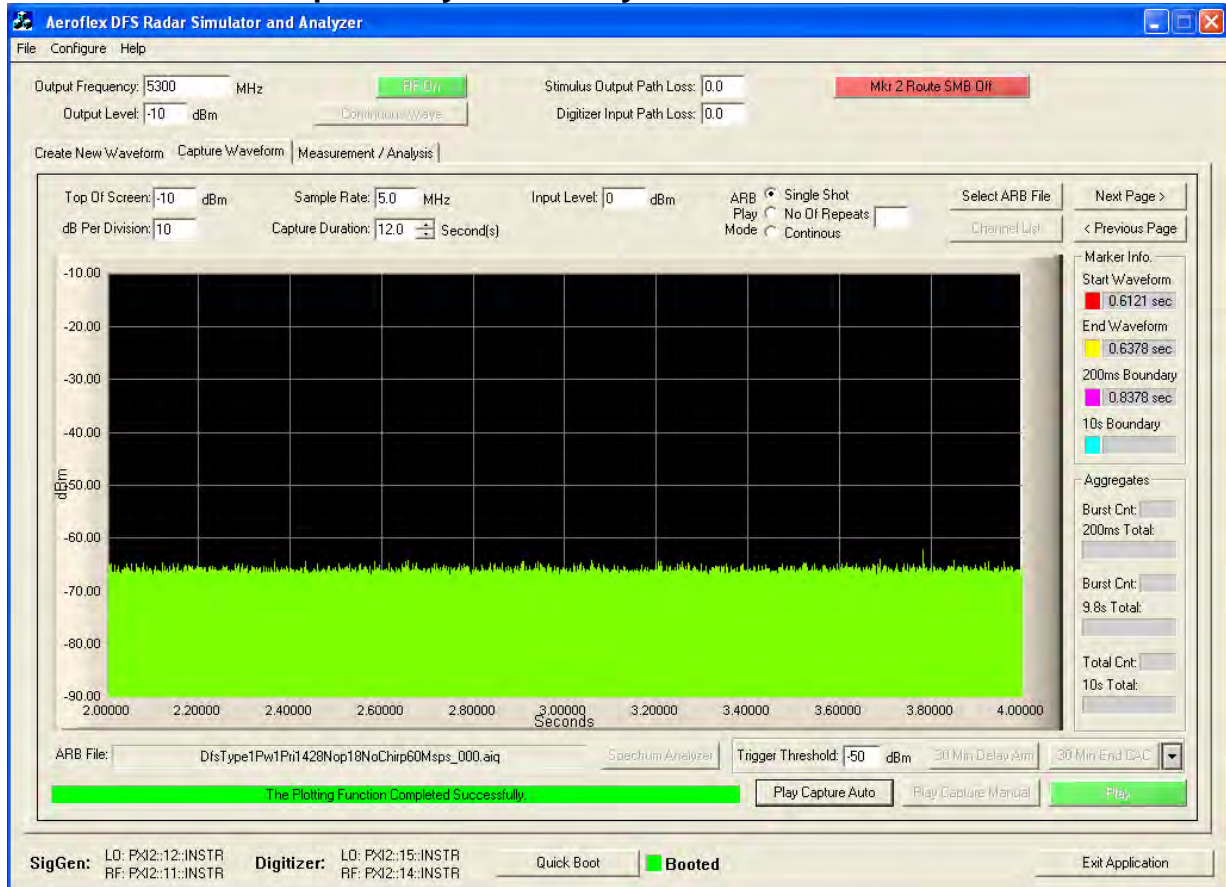 Aeroflex DFS Radar Simulator and Analyzer
File Configure Help
Output Frequency: 5300 MHz
RF On
Stimulus Output Path Loss: 0.0
Mkr 2 Route SMB Off
Output Level: -10 dBm
Continuous Wave
Digitizer Input Path Loss: 0.0
Create New Waveform Capture Waveform Measurement / Analysis
Top Of Screen: -10 dBm
Sample Rate: 5.0 MHz
Input Level: 0 dBm
ARB Play Mode
Single Shot
No Of Repeats
Continous
Select ARB File
Next Page >
dB Per Division: 10
Capture Duration: 12.0 Second(s)
Channel List
< Previous Page
-10.00
-20.00
-30.00
-40.00
-50.00
-60.00
-70.00
-80.00
-90.00
dBm
2.00000 2.20000 2.40000 2.60000 2.80000 3.00000 3.20000 3.40000 3.60000 3.80000 4.00000
Seconds
Marker Info.
Start Waveform
0.6121 sec
End Waveform
0.6378 sec
200ms Boundary
0.8378 sec
10s Boundary
Aggregates
Burst Cnt:
200ms Total:
Burst Cnt:
9.8s Total:
Total Cnt:
10s Total:
ARB File: DfsType1Pw1Pri1428Nop18NoChirp60Msps_000.aiq
Spectrum Analyzer
Trigger Threshold: -50 dBm
30 Min Delay Arm
30 Min End CAC
The Plotting Function Completed Successfully.
Play Capture Auto
Play Capture Manual
Play
SigGen: LO: PXI2::12::INSTR
RF: PXI2::11::INSTR
Digitizer: LO: PXI2::15::INSTR
RF: PXI2::14::INSTR
Quick Boot
Booted
Exit Application